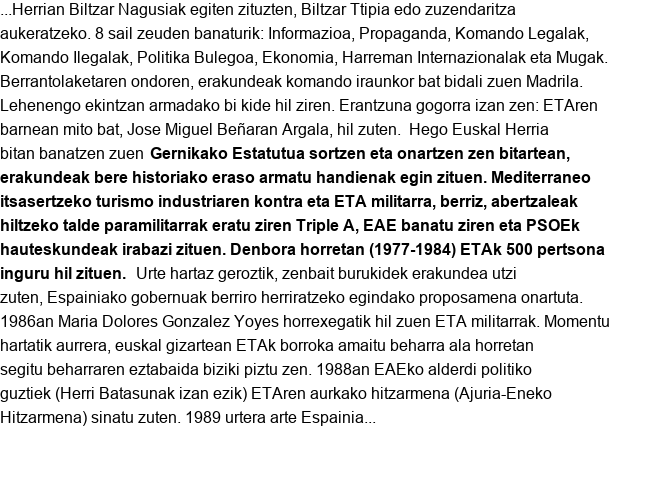 ...Herrian Biltzar Nagusiak egiten zituzten, Biltzar Ttipia edo zuzendaritza
aukeratzeko. 8 sail zeuden banaturik: Informazioa, Propaganda, Komando Legalak,
Komando Ilegalak, Politika Bulegoa, Ekonomia, Harreman Internazionalak eta Mugak.
Berrantolaketaren ondoren, erakundeak komando iraunkor bat bidali zuen Madrila.
Lehenengo ekintzan armadako bi kide hil ziren. Erantzuna gogorra izan zen: ETAren
barnean mito bat, Jose Miguel Beñaran Argala, hil zuten.  Hego Euskal Herria
bitan banatzen zuen Gernikako Estatutua sortzen eta onartzen zen bitartean,
erakundeak bere historiako eraso armatu handienak egin zituen. Mediterraneo
itsasertzeko turismo industriaren kontra eta ETA militarra, berriz, abertzaleak
hiltzeko talde paramilitarrak eratu ziren Triple A, EAE banatu ziren eta PSOEk
hauteskundeak irabazi zituen. Denbora horretan (1977-1984) ETAk 500 pertsona
inguru hil zituen.  Urte hartaz geroztik, zenbait burukidek erakundea utzi
zuten, Espainiako gobernuak berriro herriratzeko egindako proposamena onartuta.
1986an Maria Dolores Gonzalez Yoyes horrexegatik hil zuen ETA militarrak. Momentu
hartatik aurrera, euskal gizartean ETAk borroka amaitu beharra ala horretan
segitu beharraren eztabaida biziki piztu zen. 1988an EAEko alderdi politiko
guztiek (Herri Batasunak izan ezik) ETAren aurkako hitzarmena (Ajuria-Eneko
Hitzarmena) sinatu zuten. 1989 urtera arte Espainia...